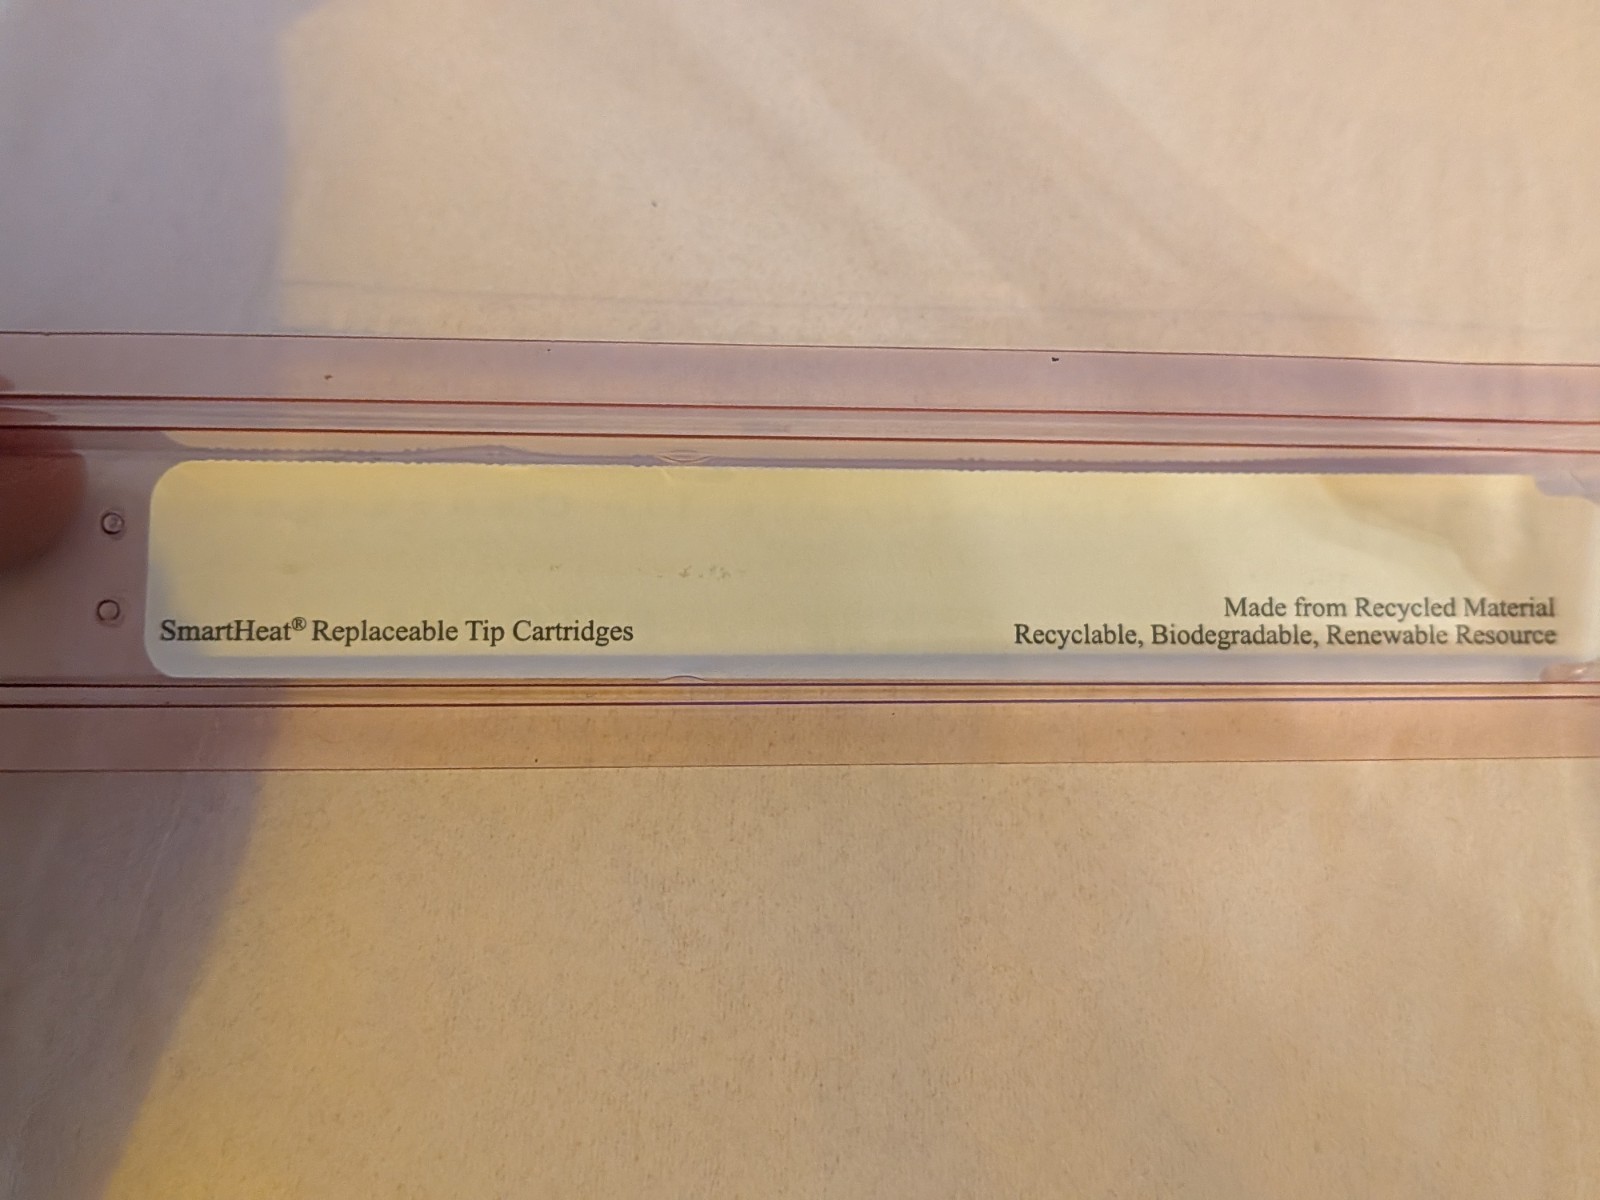 SmartHeat® Replaceable Tip Cartridges
Made from Recycled Material
Recyclable, Biodegradable, Renewable Resource